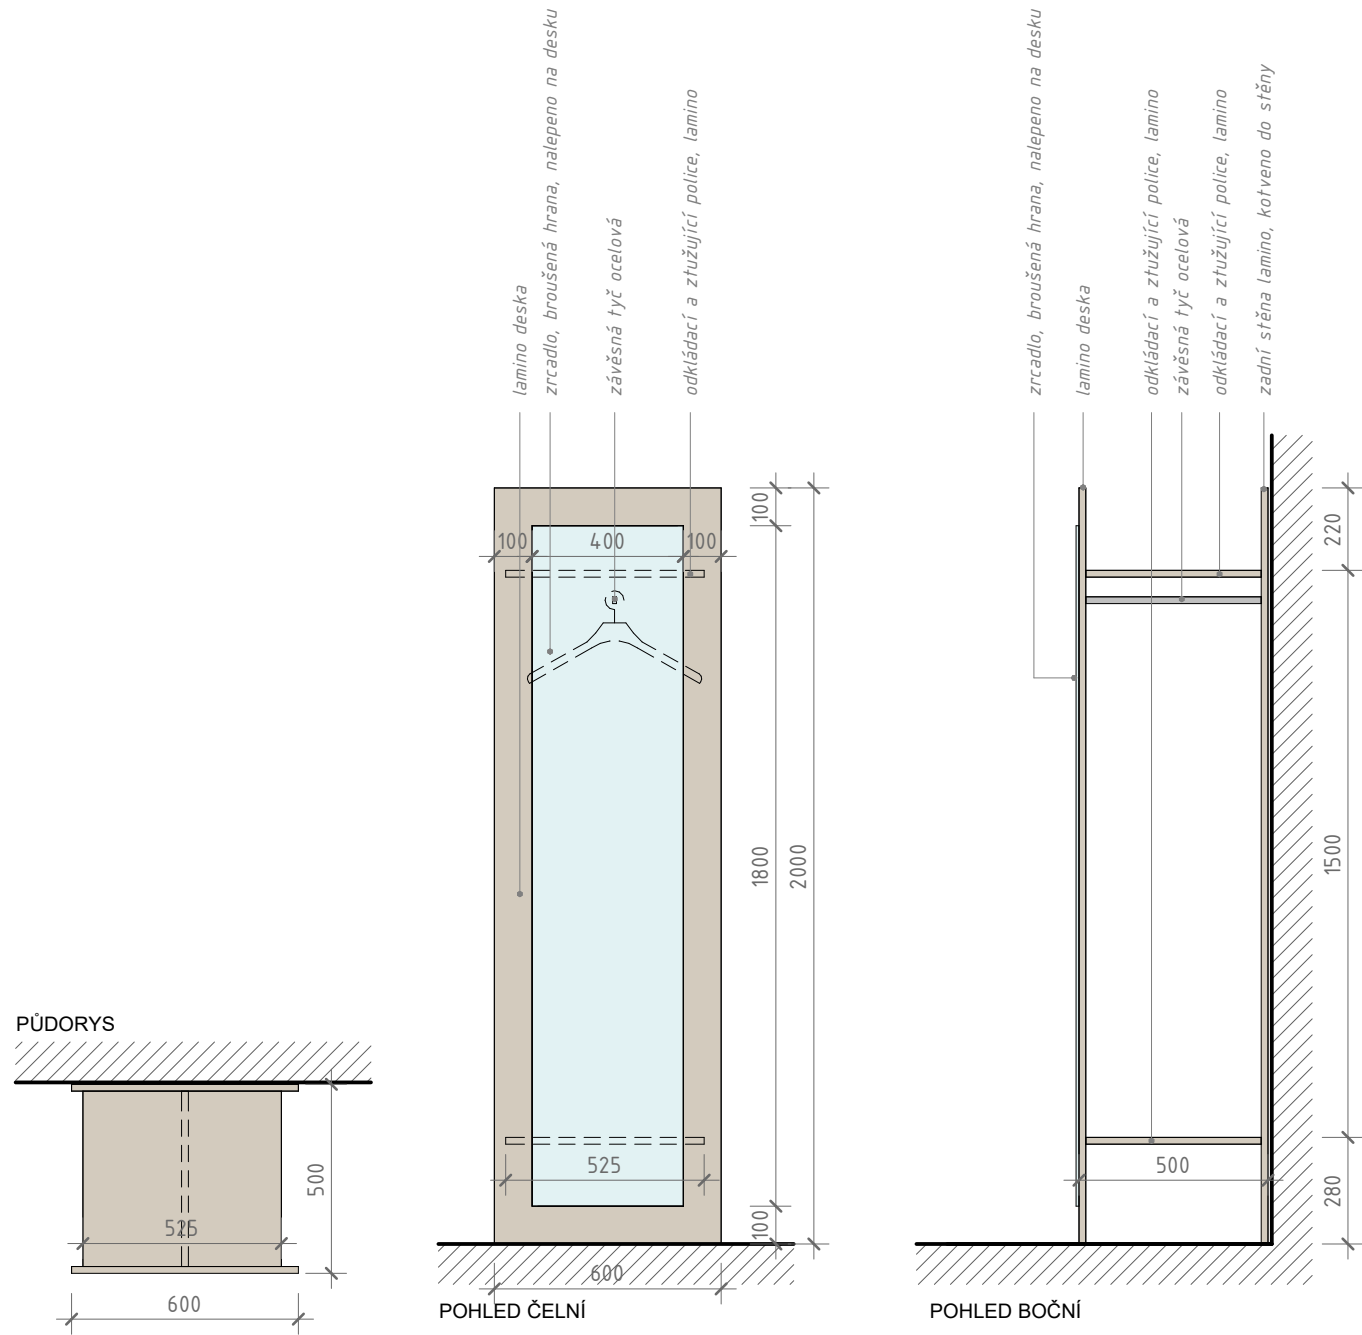 lamino deska
zrcadlo, broušená hrana, nalepeno na desku
závěsná tyč ocelová
odkládací a ztužující police, lamino
zrcadlo, broušená hrana, nalepeno na desku
lamino deska
odkládací a ztužující police, lamino
závěsná tyč ocelová
odkládací a ztužující police, lamino
zadní stěna lamino, kotveno do stěny
100
400
100
100
1800
2000
100
525
600
POHLED ČELNÍ
220
1500
280
500
POHLED BOČNÍ
PŮDORYS
500
525
600